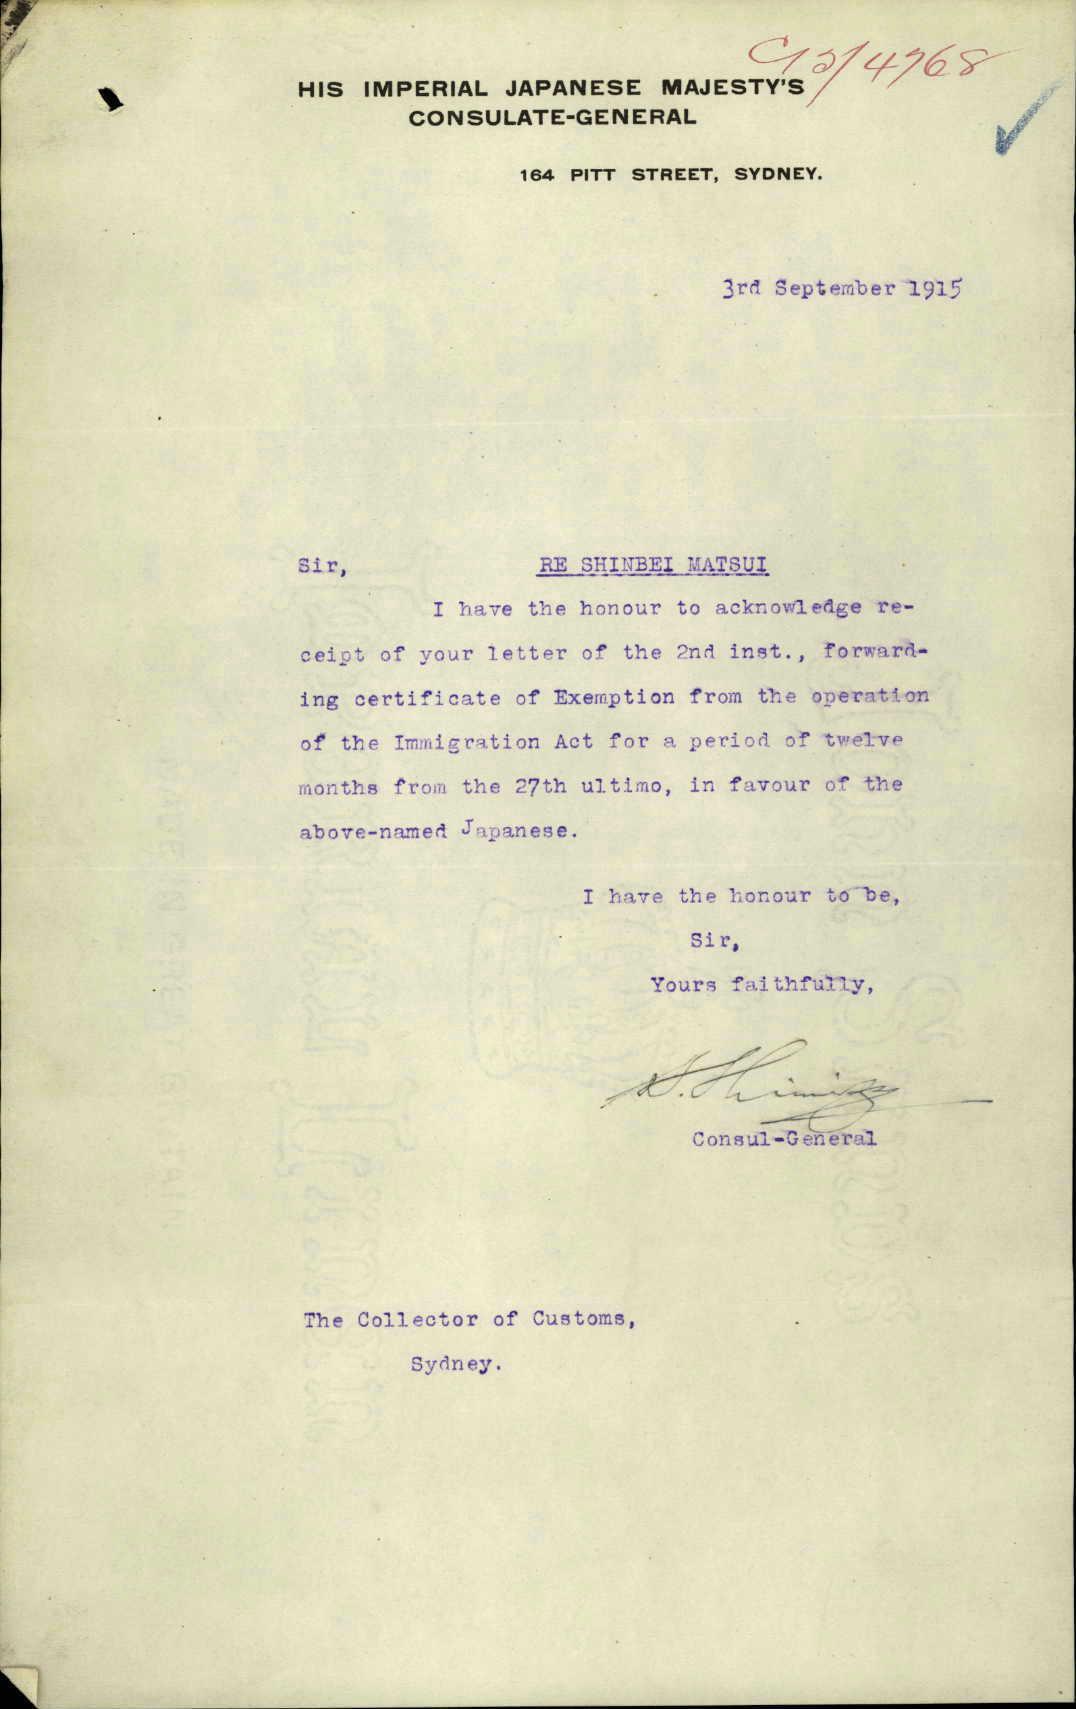 C15/4768
HIS IMPERIAL JAPANESE MAJESTY'S
CONSULATE-GENERAL
164 PITT STREET, SYDNEY.
3rd September 1915
Sir, RE SHINBEI MATSUI
I have the honour to acknowledge re-
ceipt of your letter of the 2nd inst., forward-
ing certificate of Exemption from the operation
of the Immigration Act for a period of twelve
months from the 27th ultimo, in favour of the
above-named Japanese.
I have the honour to be,
Sir,
Yours faithfully,
S. Shimizu
Consul-General
The Collector of Customs,
Sydney.